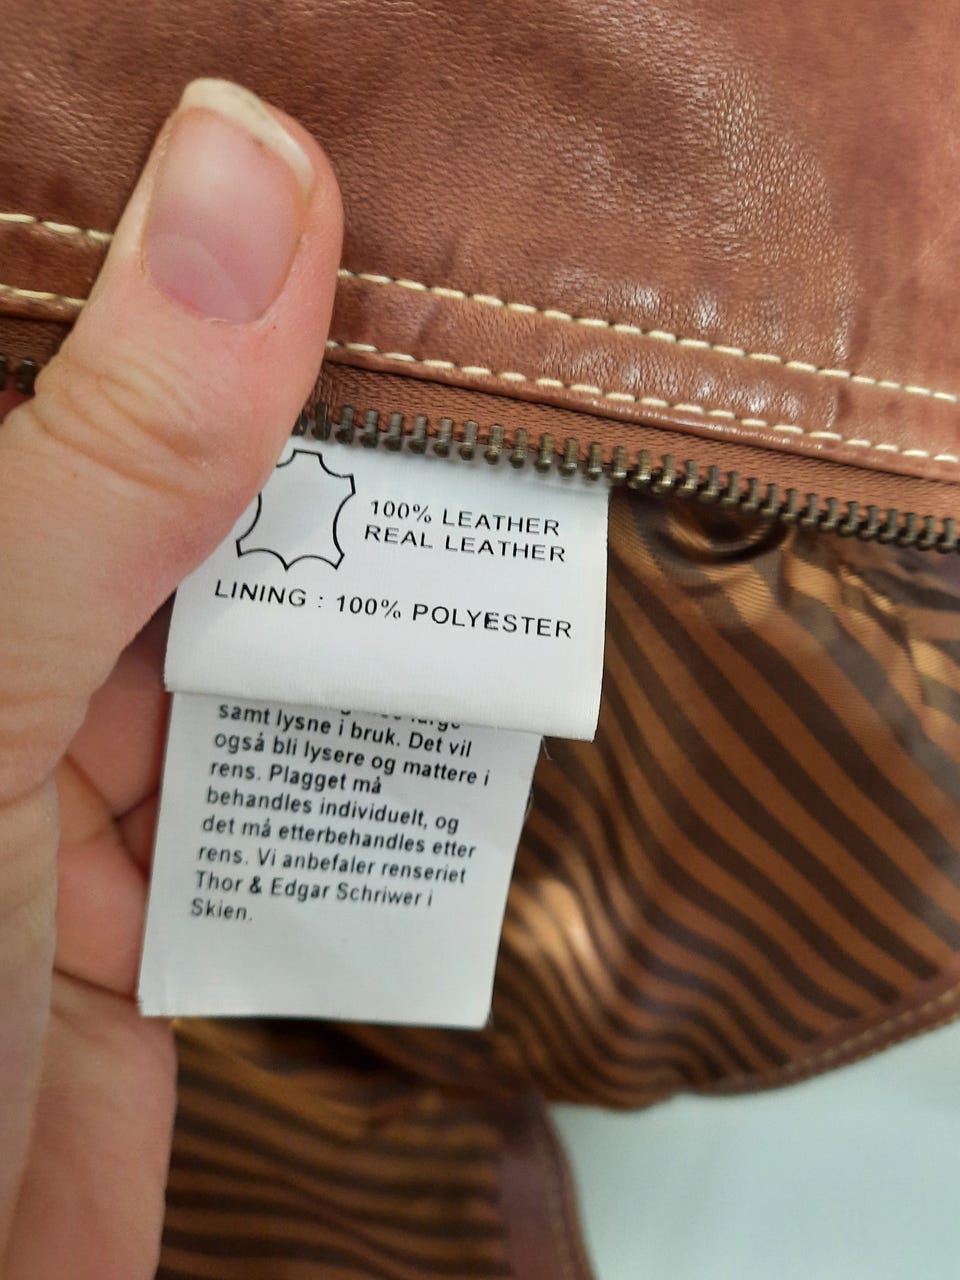 100% LEATHER
REAL LEATHER
LINING : 100% POLYESTER
samt lysne i bruk. Det vil
også bli lysere og mattere i
rens. Plagget må
behandles individuelt, og
det må etterbehandles etter
rens. Vi anbefaler renseriet
Thor & Edgar Schriwer i
Skien.